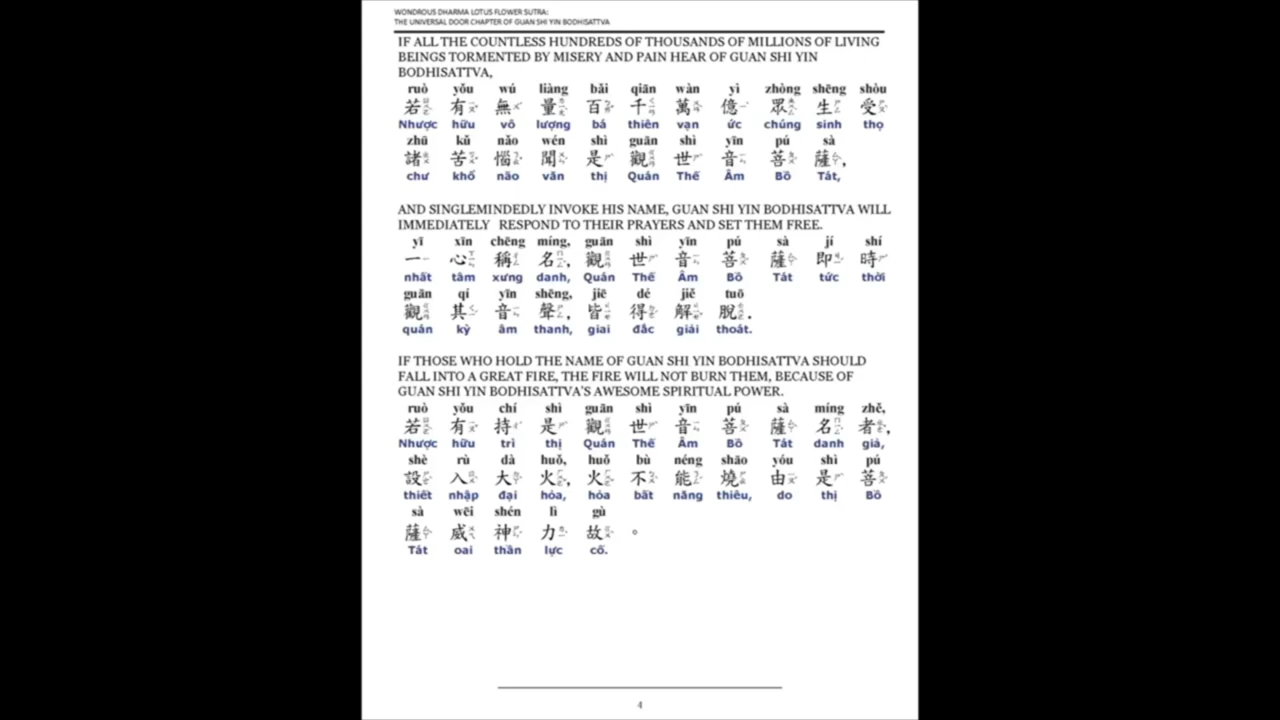 WONDROUS DHARMA LOTUS FLOWER SUTRA:
THE UNIVERSAL DOOR CHAPTER OF GUAN SHI YIN BODHISATTVA
IF ALL THE COUNTLESS HUNDREDS OF THOUSANDS OF MILLIONS OF LIVING
BEINGS TORMENTED BY MISERY AND PAIN HEAR OF GUAN SHI YIN
BODHISATTVA,
ruò yǒu wú liàng bǎi qiān wàn yì zhòng shēng shòu
若 有 無 量 百 千 萬 億 眾 生 受
Nhược hữu vô lượng bá thiên vạn ức chúng sinh thọ
zhū kǔ nǎo wén shì guān shì yīn pú sà
諸 苦 惱 聞 是 觀 世 音 菩 薩,
chư khổ não văn thị Quán Thế Âm Bồ Tát,
AND SINGLEMINDEDLY INVOKE HIS NAME, GUAN SHI YIN BODHISATTVA WILL
IMMEDIATELY RESPOND TO THEIR PRAYERS AND SET THEM FREE.
yī xīn chēng míng, guān shì yīn pú sà jí shí
一 心 稱 名, 觀 世 音 菩 薩 即 時
nhất tâm xưng danh, Quán Thế Âm Bồ Tát tức thời
guān qí yīn shēng, jiē dé jiě tuō
觀 其 音 聲, 皆 得 解 脫.
quán kỳ âm thanh, giai đắc giải thoát.
IF THOSE WHO HOLD THE NAME OF GUAN SHI YIN BODHISATTVA SHOULD
FALL INTO A GREAT FIRE, THE FIRE WILL NOT BURN THEM, BECAUSE OF
GUAN SHI YIN BODHISATTVA'S AWESOME SPIRITUAL POWER.
ruò yǒu chí shì guān shì yīn pú sà míng zhě,
若 有 持 是 觀 世 音 菩 薩 名 者,
Nhược hữu trì thị Quán Thế Âm Bồ Tát danh giả,
shè rù dà huǒ, huǒ bù néng shāo yóu shì pú
設 入 大 火, 火 不 能 燒 由 是 菩
thiết nhập đại hỏa, hỏa bất năng thiêu, do thị Bồ
sà wēi shén lì gù
薩 威 神 力 故 。
Tát oai thần lực cố.
4